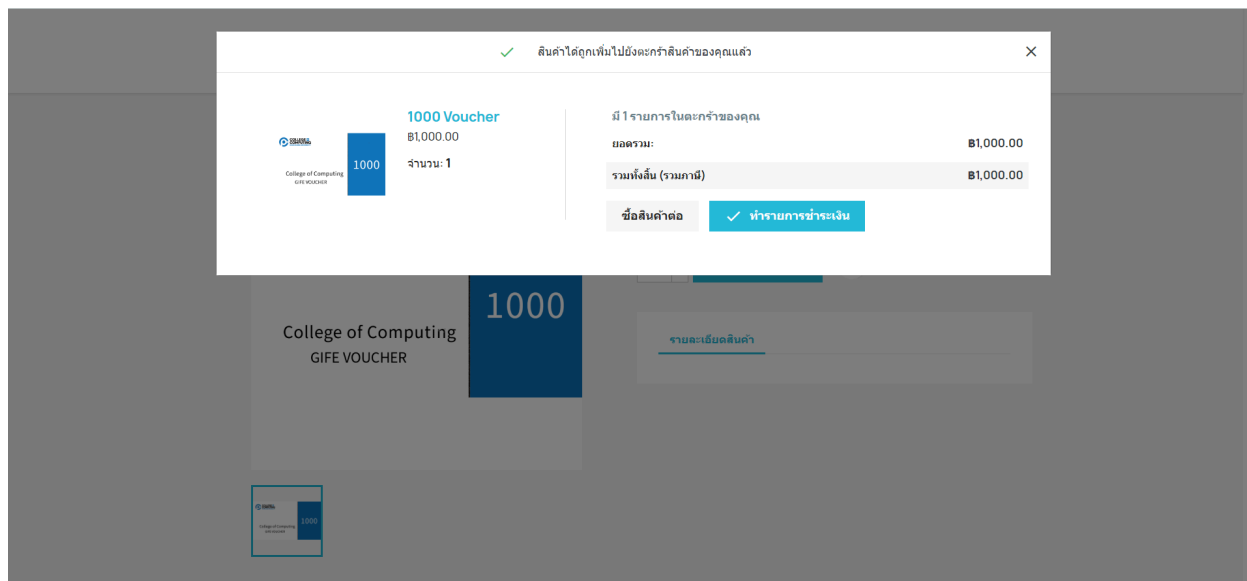 สินค้าได้ถูกเพิ่มไปยังตะกร้าสินค้าของคุณแล้ว
1000 Voucher
฿1,000.00
จำนวน: 1
1000
College of Computing
GIFE VOUCHER
มี 1 รายการในตะกร้าของคุณ
ยอดรวม: ฿1,000.00
รวมทั้งสิ้น (รวมภาษี) ฿1,000.00
ซื้อสินค้าต่อ
ทำรายการชำระเงิน
1000
College of Computing
GIFE VOUCHER
รายละเอียดสินค้า
1000
College of Computing